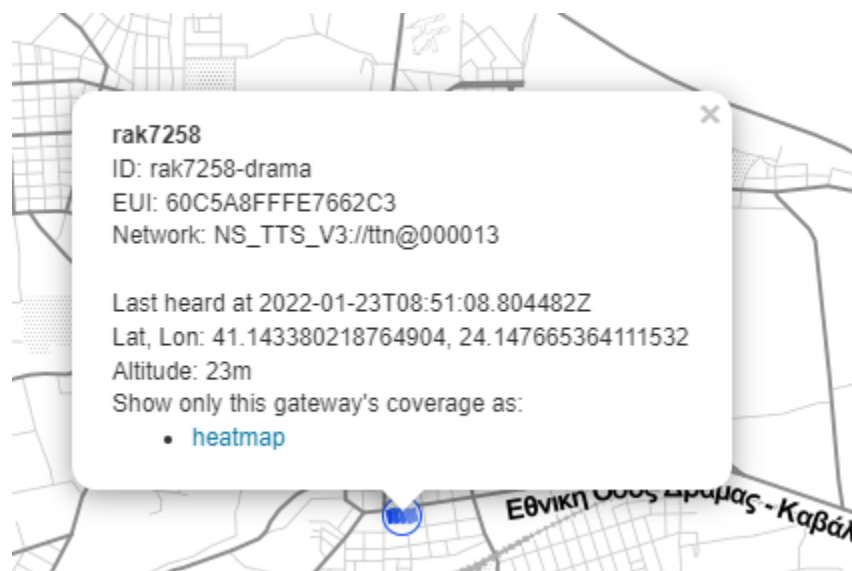 ×
rak7258
ID: rak7258-drama
EUI: 60C5A8FFFE7662C3
Network: NS_TTS_V3://ttn@000013
Last heard at 2022-01-23T08:51:08.804482Z
Lat, Lon: 41.143380218764904, 24.147665364111532
Altitude: 23m
Show only this gateway's coverage as:
• heatmap
Εθνική Οδός Δράμας - Καβάλ